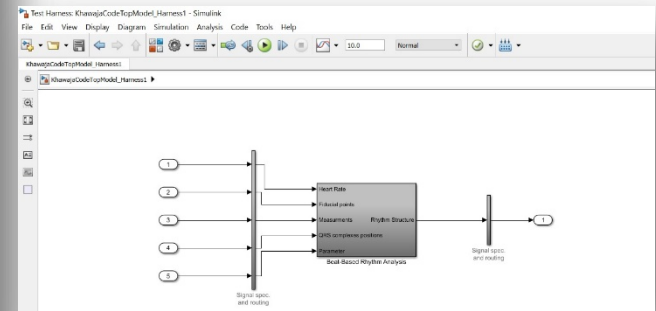 Test Harness: KhawajaCodeTopModel_Harness1 - Simulink
File Edit View Display Diagram Simulation Analysis Code Tools Help
10.0 Normal
KhawajaCodeTopModel_Harness1
KhawajaCodeTopModel_Harness1
1
2
3
4
5
Heart Rate
Fiducial points
Measurments
QRS complexes positions
Parameter
Rhythm Structure
Beat-Based Rhythm Analysis
Signal spec.
and routing
Signal spec.
and routing
1